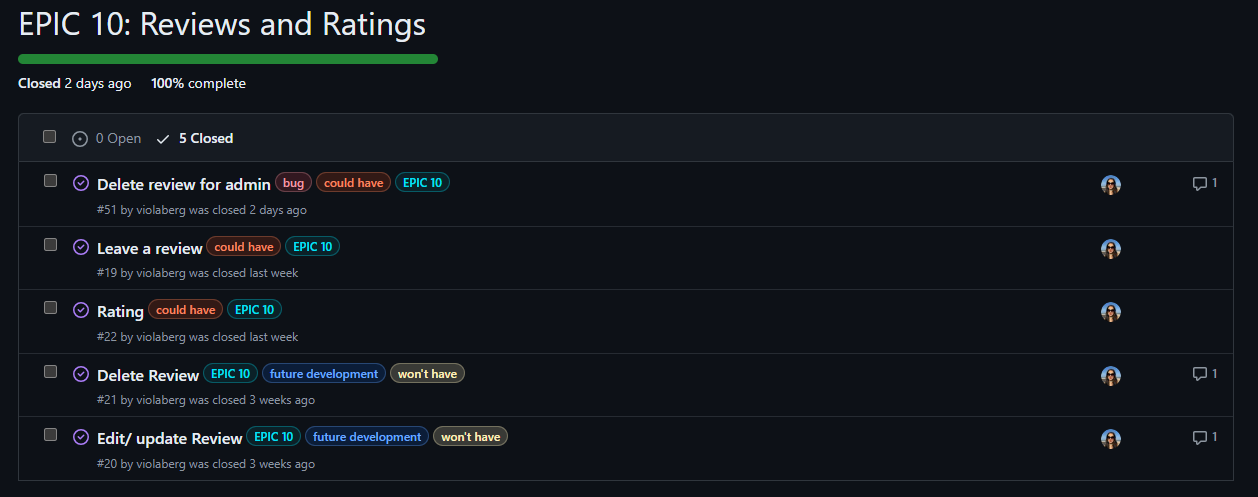 EPIC 10: Reviews and Ratings
Closed 2 days ago 100% complete
0 Open 5 Closed
Delete review for admin bug could have EPIC 10 1
#51 by violaberg was closed 2 days ago
Leave a review could have EPIC 10
#19 by violaberg was closed last week
Rating could have EPIC 10
#22 by violaberg was closed last week
Delete Review EPIC 10 future development won't have 1
#21 by violaberg was closed 3 weeks ago
Edit/ update Review EPIC 10 future development won't have 1
#20 by violaberg was closed 3 weeks ago